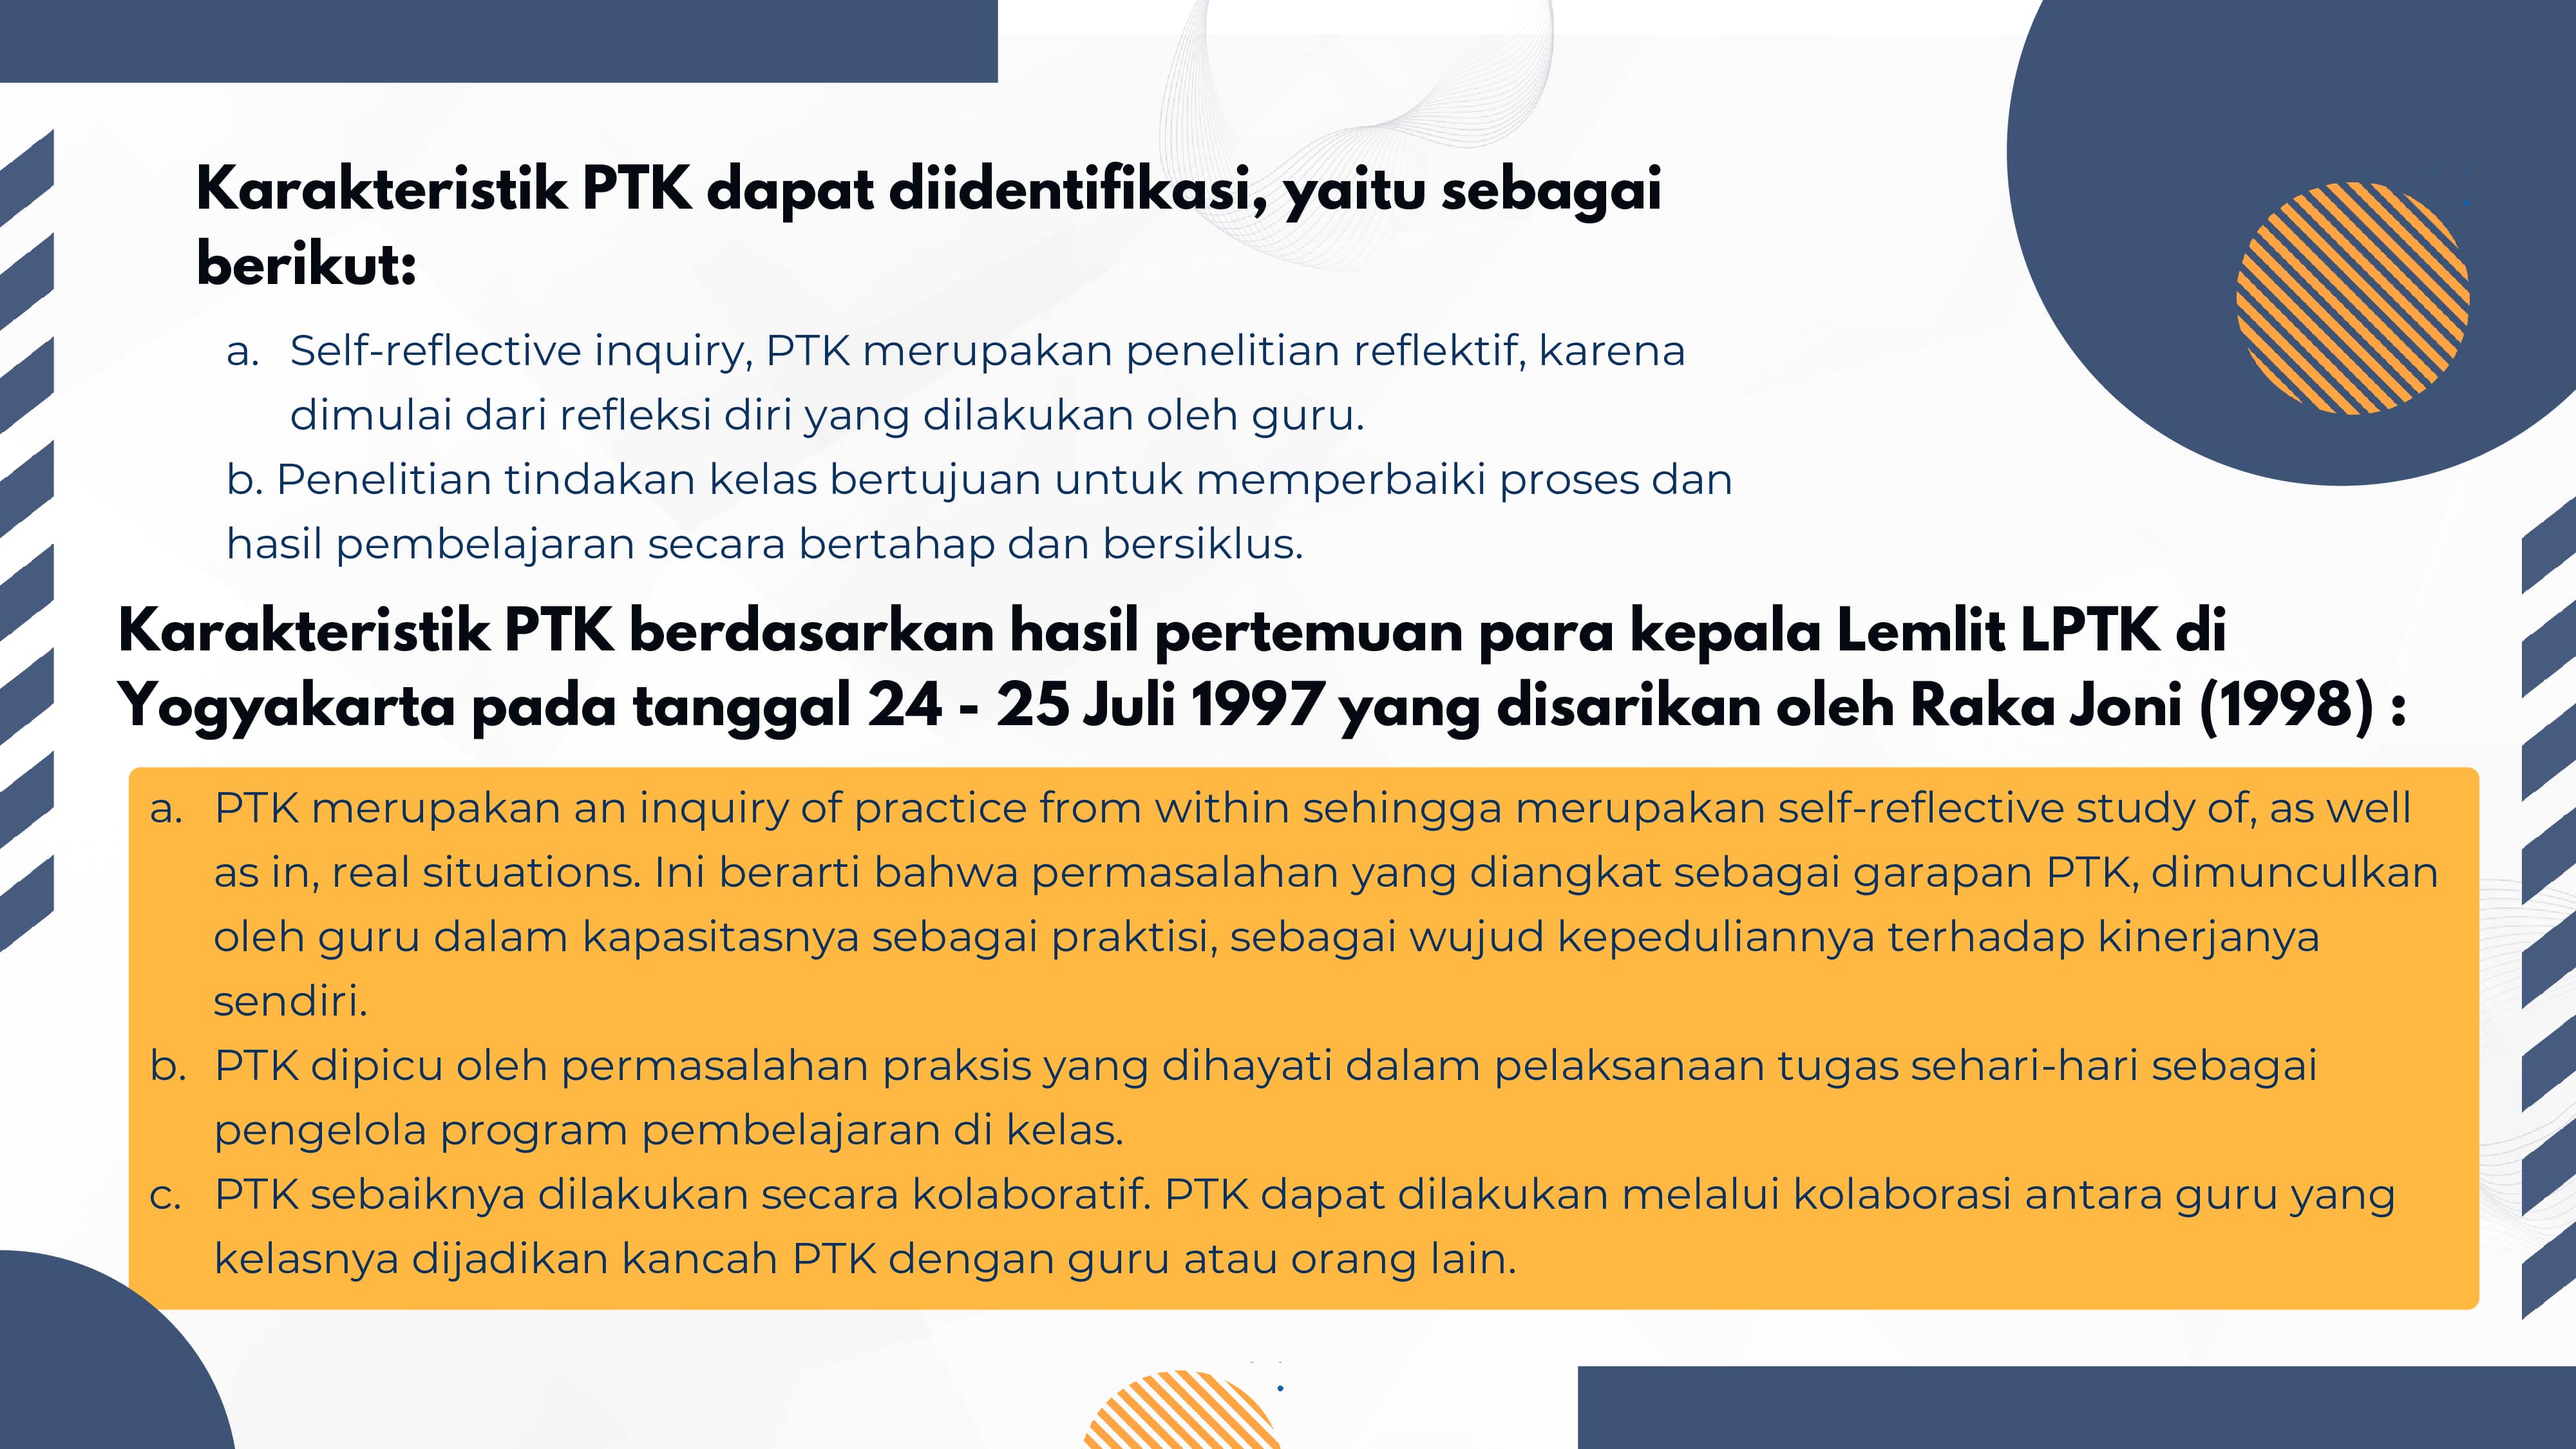 Karakteristik PTK dapat diidentifikasi, yaitu sebagai
berikut:
a. Self-reflective inquiry, PTK merupakan penelitian reflektif, karena
dimulai dari refleksi diri yang dilakukan oleh guru.
b. Penelitian tindakan kelas bertujuan untuk memperbaiki proses dan
hasil pembelajaran secara bertahap dan bersiklus.
Karakteristik PTK berdasarkan hasil pertemuan para kepala Lemlit LPTK di
Yogyakarta pada tanggal 24 - 25 Juli 1997 yang disarikan oleh Raka Joni (1998) :
a. PTK merupakan an inquiry of practice from within sehingga merupakan self-reflective study of, as well
as in, real situations. Ini berarti bahwa permasalahan yang diangkat sebagai garapan PTK, dimunculkan
oleh guru dalam kapasitasnya sebagai praktisi, sebagai wujud kepeduliannya terhadap kinerjanya
sendiri.
b. PTK dipicu oleh permasalahan praksis yang dihayati dalam pelaksanaan tugas sehari-hari sebagai
pengelola program pembelajaran di kelas.
c. PTK sebaiknya dilakukan secara kolaboratif. PTK dapat dilakukan melalui kolaborasi antara guru yang
kelasnya dijadikan kancah PTK dengan guru atau orang lain.